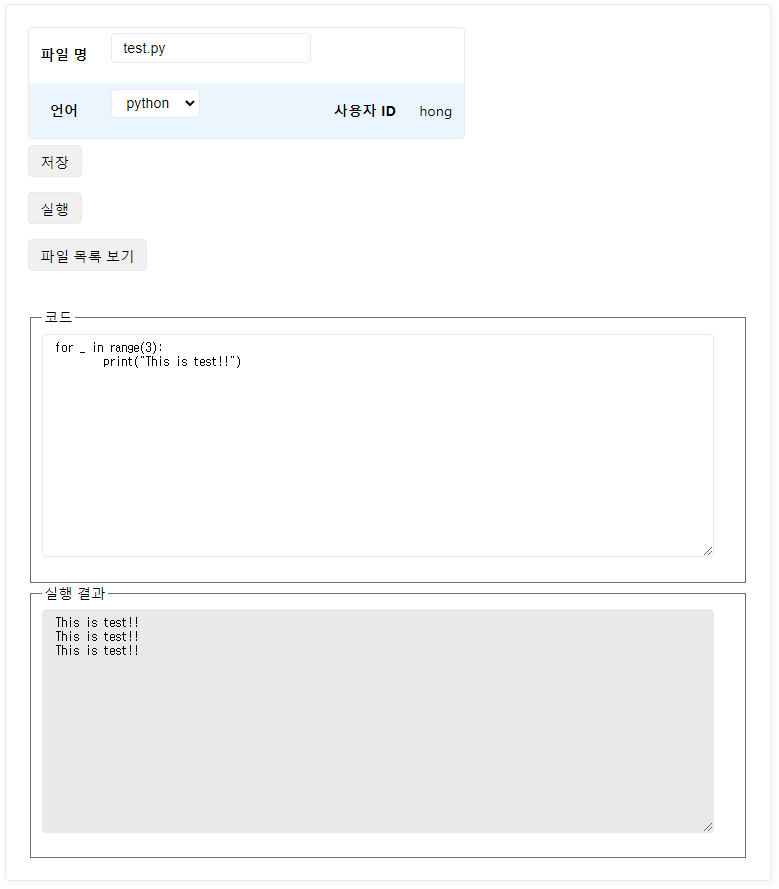 파일 명 test.py
언어 python 사용자 ID hong
저장
실행
파일 목록 보기
코드
for _ in range(3):
        print("This is test!!")
실행 결과
This is test!!
This is test!!
This is test!!